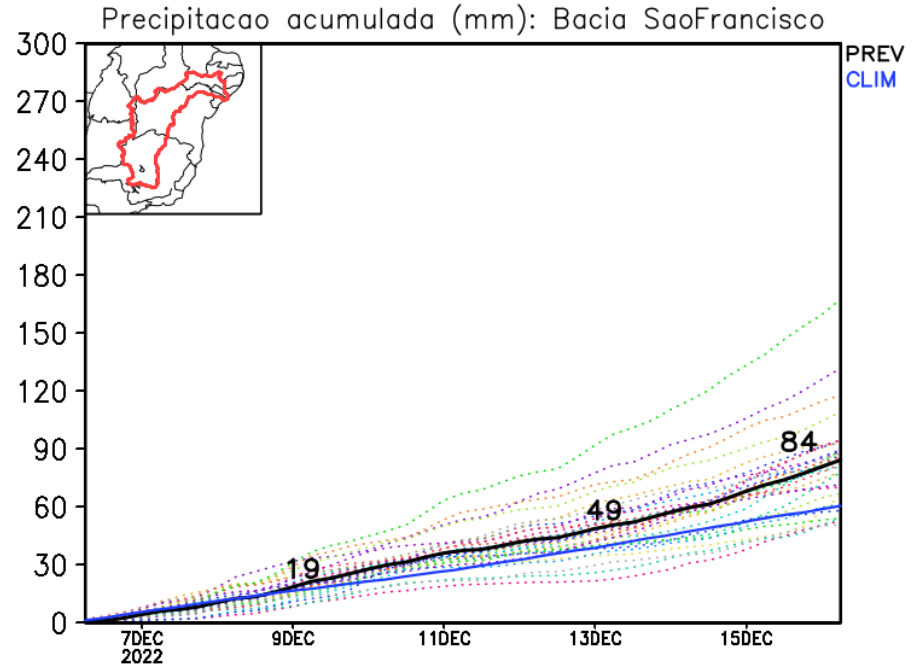 Precipitacao acumulada (mm): Bacia SaoFrancisco
PREV
CLIM
300
270
240
210
180
150
120
90
60
30
0
19
49
84
7DEC
2022
9DEC
11DEC
13DEC
15DEC